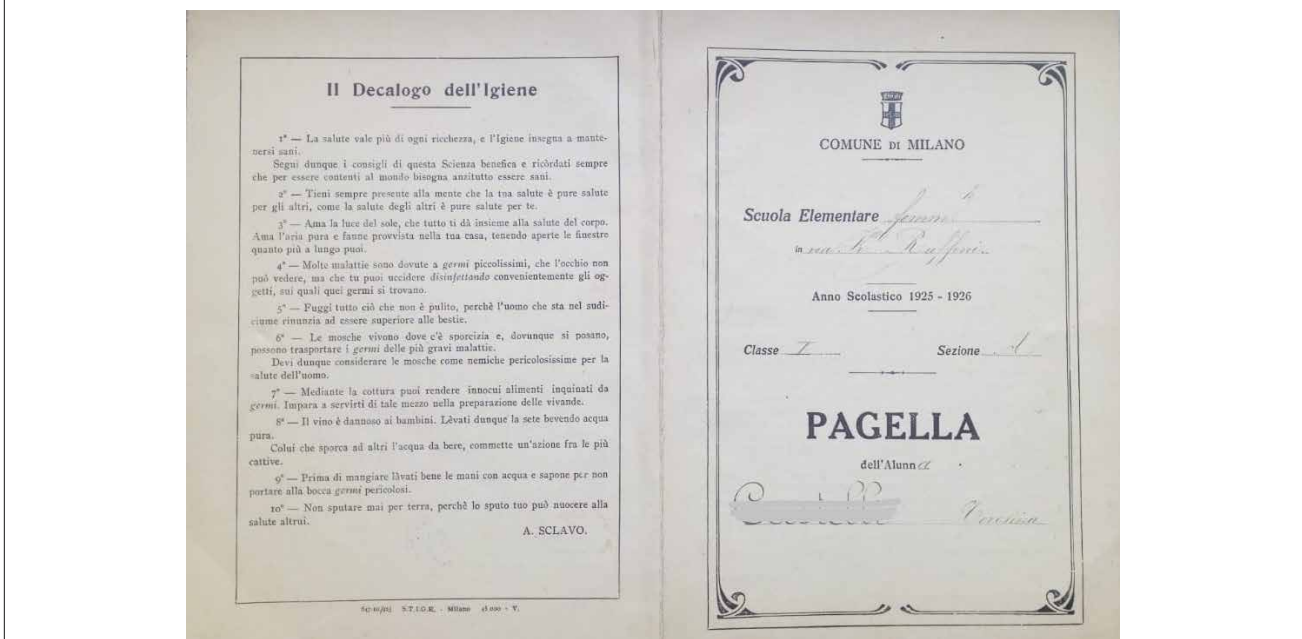 Il Decalogo dell'Igiene
1° — La salute vale più di ogni ricchezza, e l'Igiene insegna a mante-
nersi sani.
Segui dunque i consigli di questa Scienza benefica e ricòrdati sempre
che per essere contenti al mondo bisogna anzitutto essere sani.
2° — Tieni sempre presente alla mente che la tua salute è pure salute
per gli altri, come la salute degli altri è pure salute per te.
3° — Ama la luce del sole, che tutto ti dà insieme alla salute del corpo.
Ama l'aria pura e fanne provvista nella tua casa, tenendo aperte le finestre
quanto più a lungo puoi.
4° — Molte malattie sono dovute a germi piccolissimi, che l'occhio non
può vedere, ma che tu puoi uccidere disinfettando convenientemente gli og-
getti, sui quali quei germi si trovano.
5° — Fuggi tutto ciò che non è pulito, perchè l'uomo che sta nel sudi-
ciume rinunzia ad essere superiore alle bestie.
6° — Le mosche vivono dove c'è sporcizia e, dovunque si posano,
possono trasportare i germi delle più gravi malattie.
Devi dunque considerare le mosche come nemiche pericolosissime per la
salute dell'uomo.
7° — Mediante la cottura puoi rendere innocui alimenti inquinati da
germi. Impara a servirti di tale mezzo nella preparazione delle vivande.
8° — Il vino è dannoso ai bambini. Lèvati dunque la sete bevendo acqua
pura.
Colui che sporca ad altri l'acqua da bere, commette un'azione fra le più
cattive.
9° — Prima di mangiare làvati bene le mani con acqua e sapone per non
portare alla bocca germi pericolosi.
10° — Non sputare mai per terra, perchè lo sputo tuo può nuocere alla
salute altrui.
A. SCLAVO.
S.T.I.G.E. - Milano
COMUNE DI MILANO
Scuola Elementare femm
in via Ruffini
Anno Scolastico 1925 - 1926
Classe I Sezione A
PAGELLA
dell'Alunna